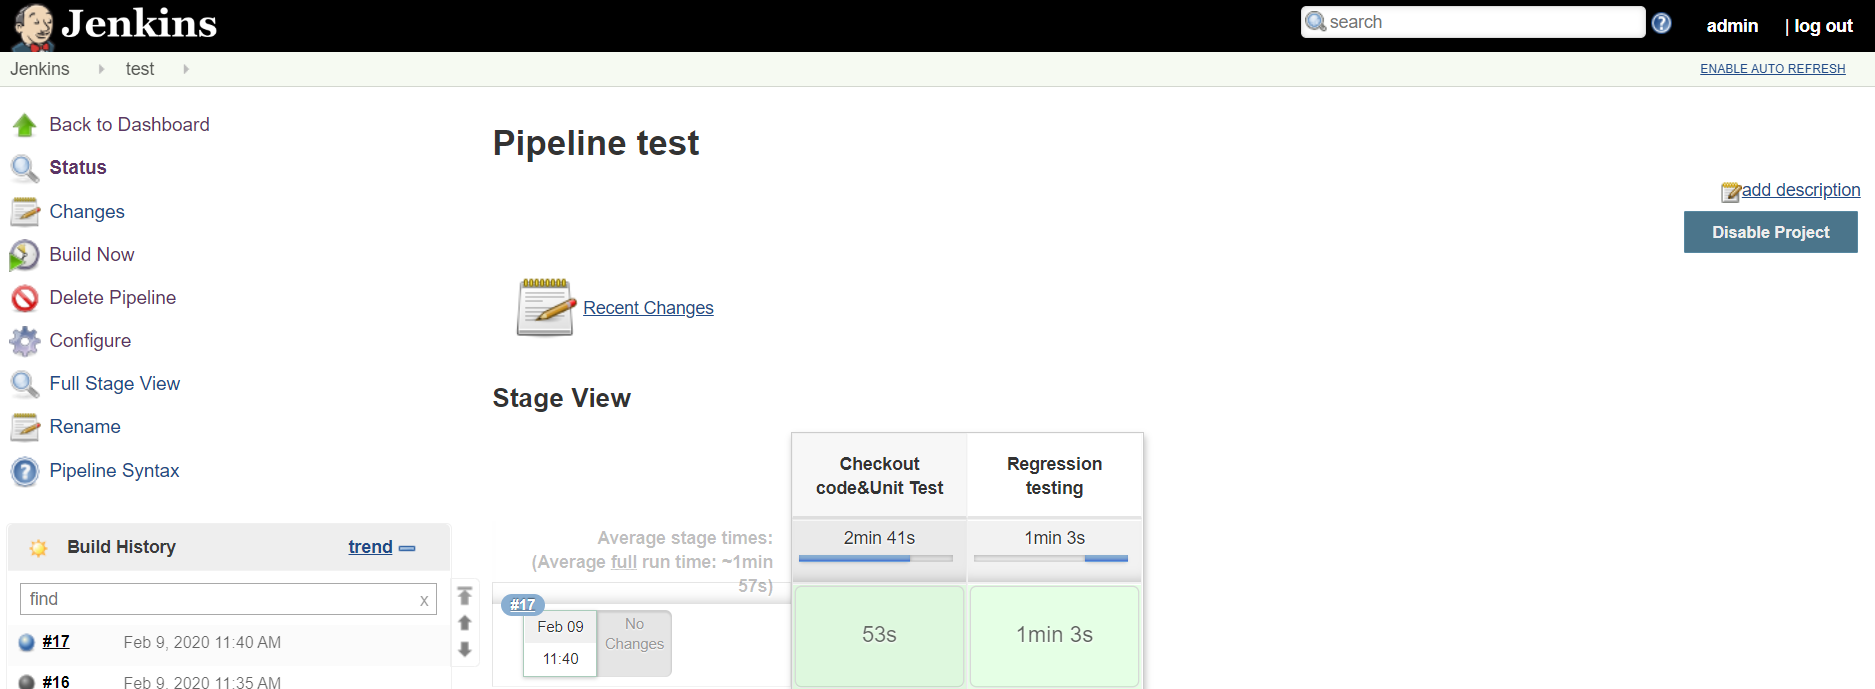 Jenkins
search
admin
| log out
Jenkins
test
ENABLE AUTO REFRESH
Back to Dashboard
Status
Changes
Build Now
Delete Pipeline
Configure
Full Stage View
Rename
Pipeline Syntax
Build History
trend
find
x
#17
Feb 9, 2020 11:40 AM
#16
Feb 9, 2020 11:35 AM
Pipeline test
add description
Disable Project
Recent Changes
Stage View
Checkout
code&Unit Test
Regression
testing
Average stage times:
(Average full run time: ~1min
57s)
2min 41s
1min 3s
#17
Feb 09
11:40
No
Changes
53s
1min 3s